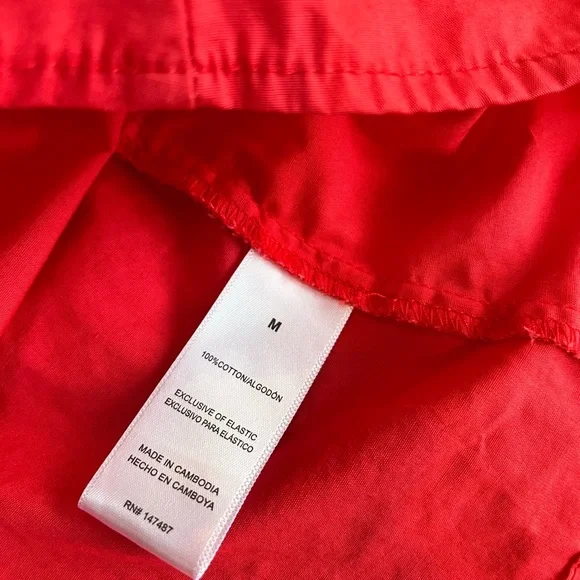 M
100%COTTON/ALGODÓN
EXCLUSIVE OF ELASTIC
EXCLUSIVO PARA ELÁSTICO
MADE IN CAMBODIA
HECHO EN CAMBOYA
RN# 147487